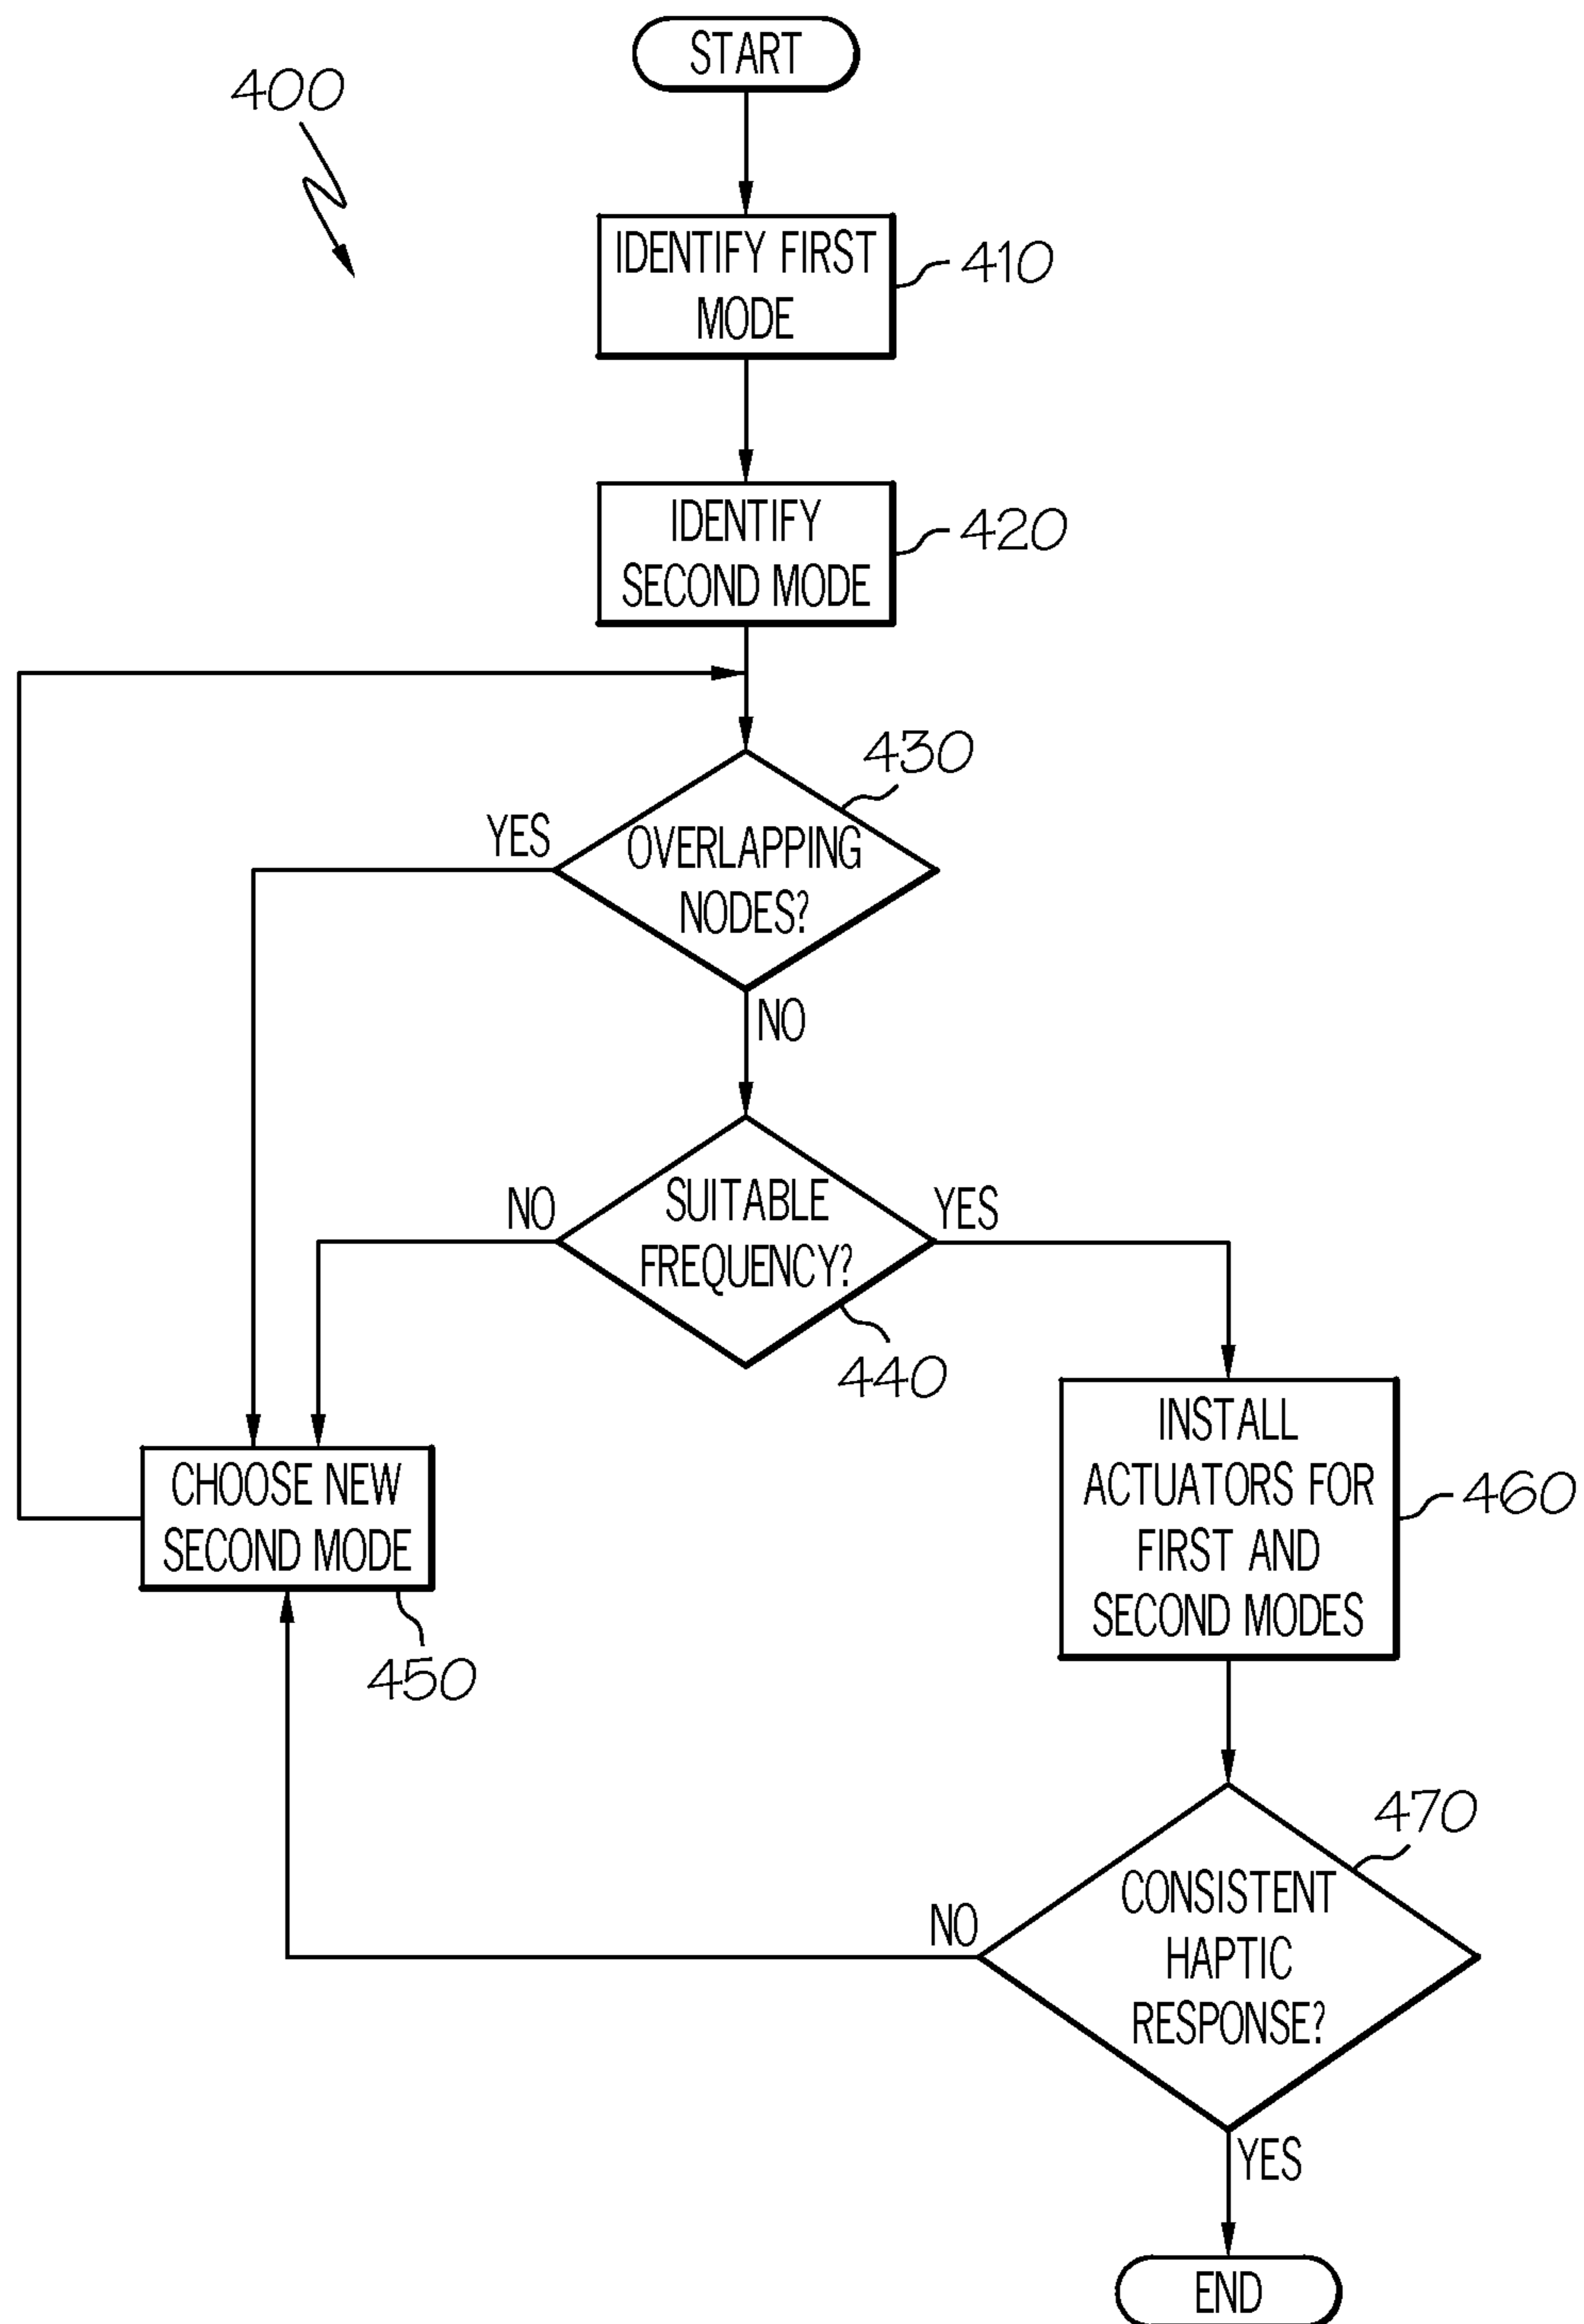 START
400
IDENTIFY FIRST
MODE
410
IDENTIFY
SECOND MODE
420
430
YES
OVERLAPPING
NODES?
NO
NO
SUITABLE
FREQUENCY?
YES
440
CHOOSE NEW
SECOND MODE
450
INSTALL
ACTUATORS FOR
FIRST AND
SECOND MODES
460
470
NO
CONSISTENT
HAPTIC
RESPONSE?
YES
END